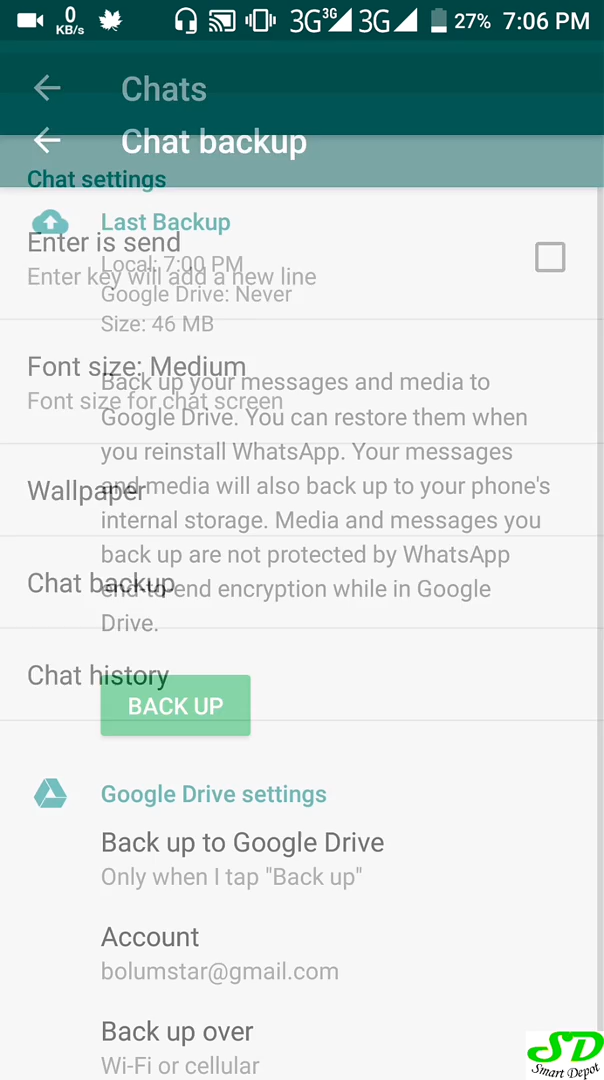 0 KB/s 3G 3G 3G 27% 7:06 PM
Chats
Chat backup
Chat settings
Last Backup
Enter is send
Local: 7:00 PM
Enter key will add a new line
Google Drive: Never
Size: 46 MB
Font size: Medium
Font size for chat screen
Back up your messages and media to
Google Drive. You can restore them when
you reinstall WhatsApp. Your messages
and media will also back up to your phone's
internal storage. Media and messages you
back up are not protected by WhatsApp
end-to-end encryption while in Google
Drive.
Wallpaper
Chat backup
Chat history
BACK UP
Google Drive settings
Back up to Google Drive
Only when I tap "Back up"
Account
bolumstar@gmail.com
Back up over
Wi-Fi or cellular
SD
Smart Depot